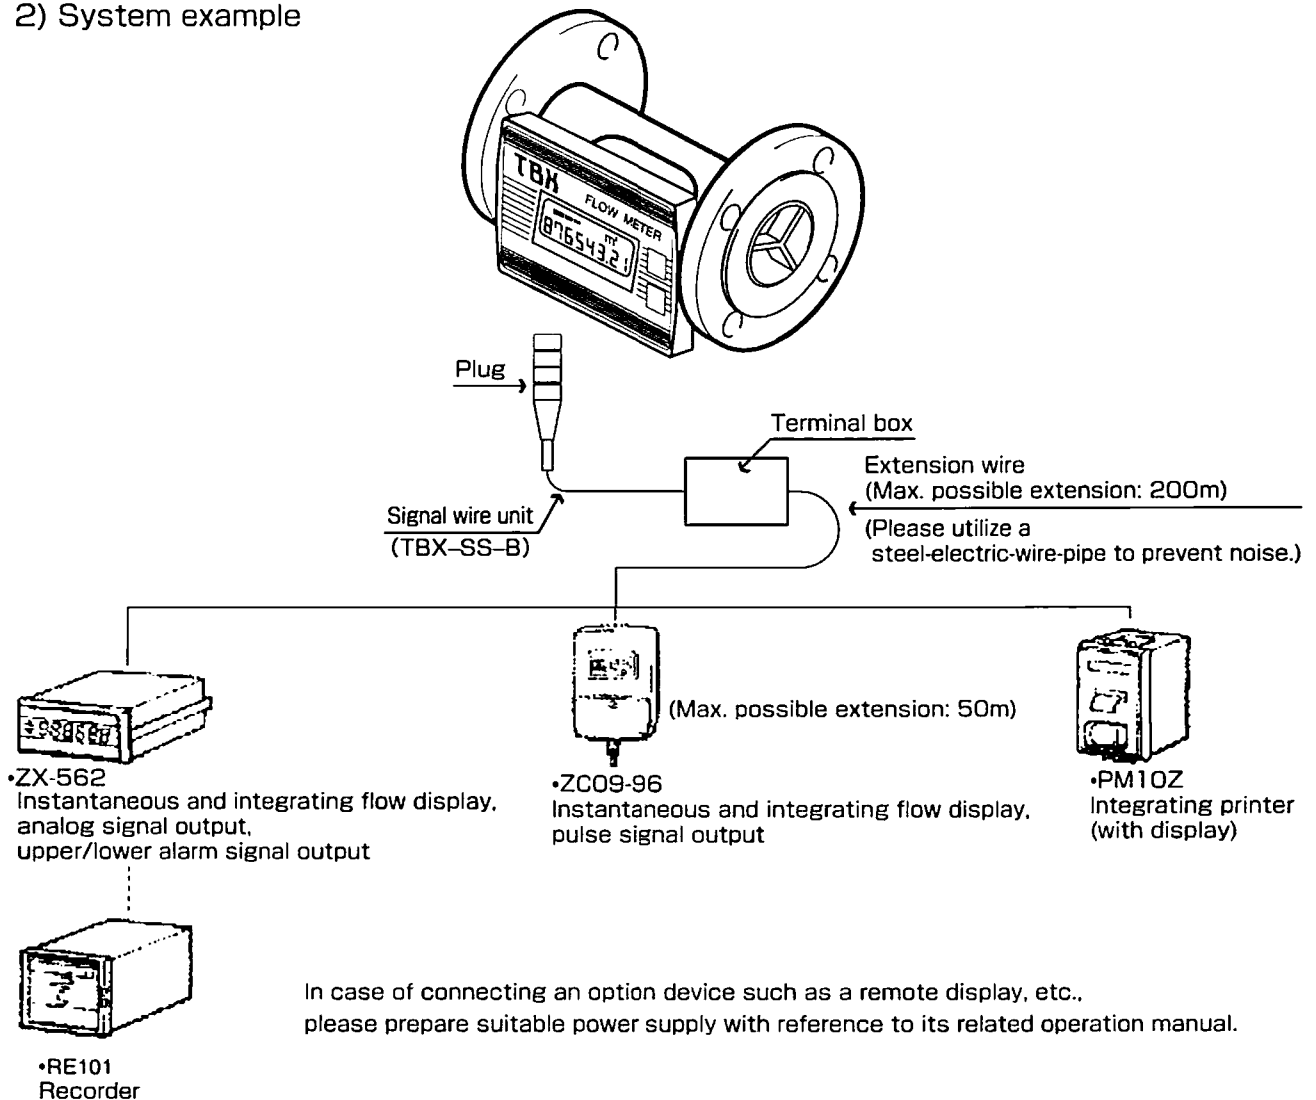 2) System example
TBX
FLOW METER
m³
876543.21
Plug
Terminal box
Extension wire
(Max. possible extension: 200m)
Signal wire unit
(TBX–SS–B)
(Please utilize a
steel-electric-wire-pipe to prevent noise.)
(Max. possible extension: 50m)
•ZX-562
Instantaneous and integrating flow display,
analog signal output,
upper/lower alarm signal output
•ZC09-96
Instantaneous and integrating flow display,
pulse signal output
•PM10Z
Integrating printer
(with display)
In case of connecting an option device such as a remote display, etc.,
please prepare suitable power supply with reference to its related operation manual.
•RE101
Recorder